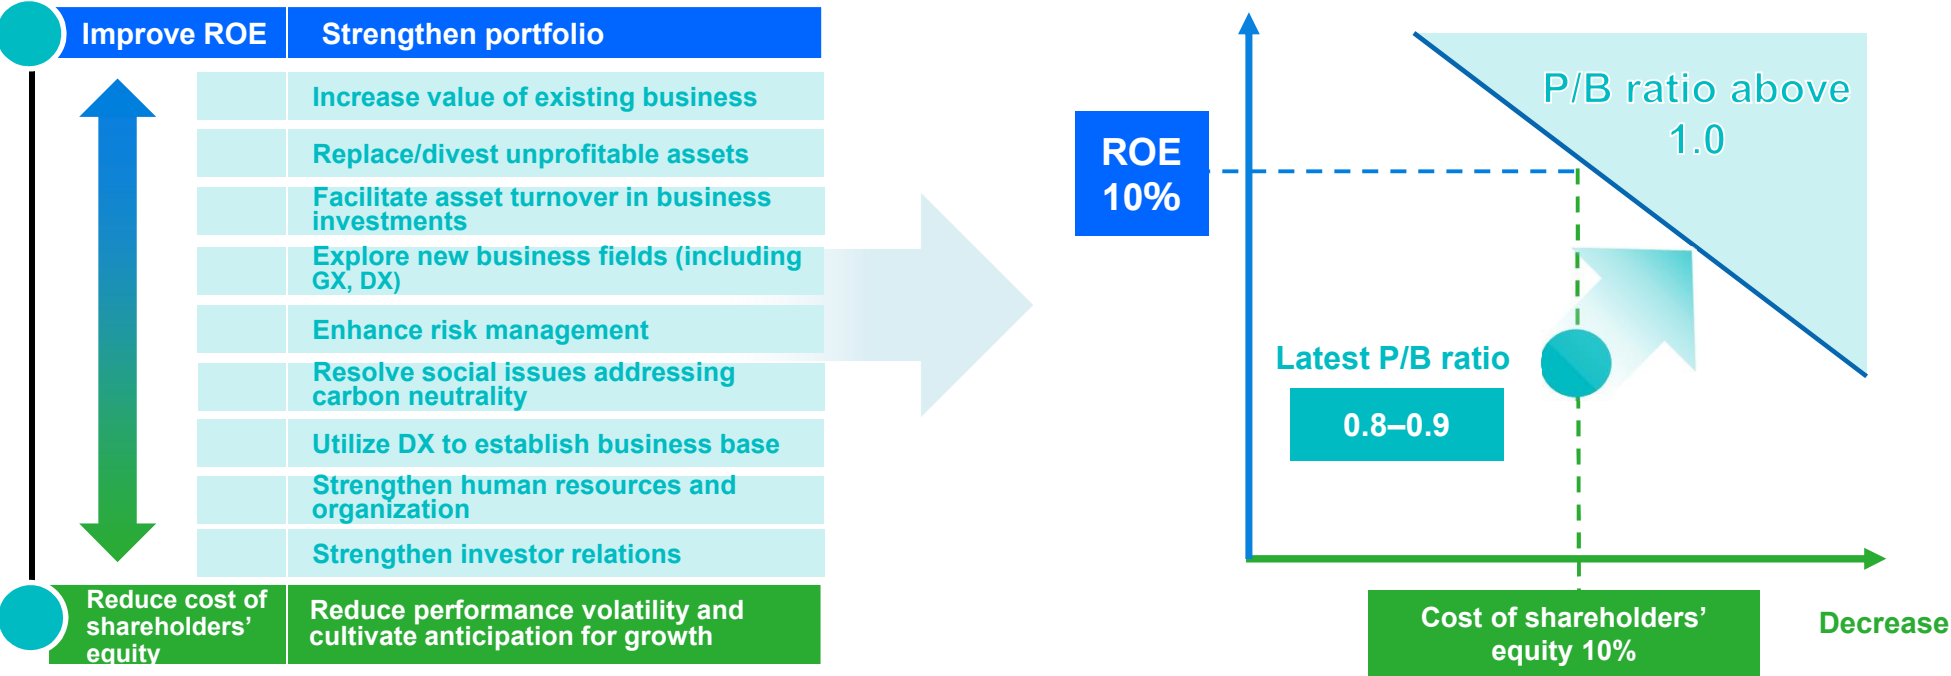 Improve ROE
Strengthen portfolio
Increase value of existing business
Replace/divest unprofitable assets
Facilitate asset turnover in business
investments
Explore new business fields (including
GX, DX)
Enhance risk management
Resolve social issues addressing
carbon neutrality
Utilize DX to establish business base
Strengthen human resources and
organization
Strengthen investor relations
Reduce cost of
shareholders’
equity
Reduce performance volatility and
cultivate anticipation for growth
P/B ratio above
1.0
ROE
10%
Latest P/B ratio
0.8–0.9
Cost of shareholders’
equity 10%
Decrease